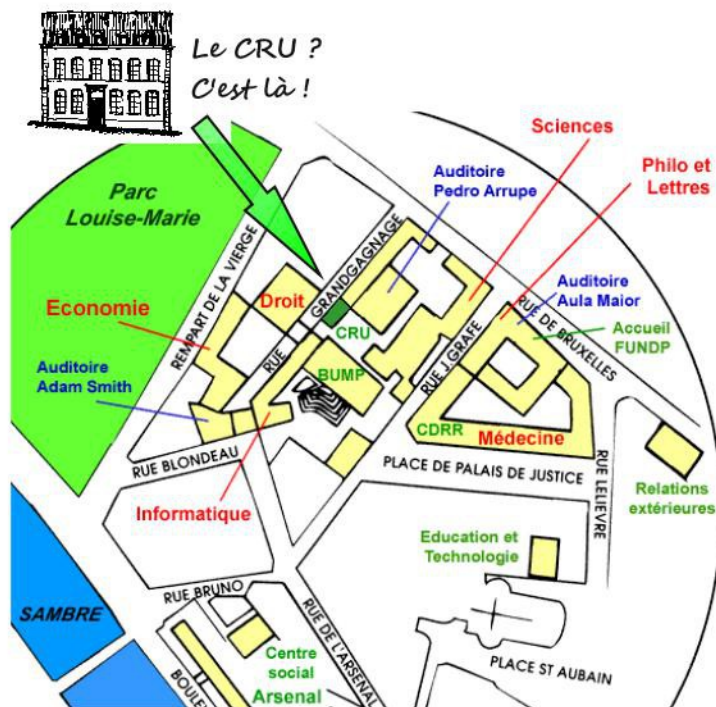 Le CRU ?
C'est là !
Sciences
Philo et
Lettres
Auditoire
Pedro Arrupe
Parc
Louise-Marie
REMPART DE LA VIERGE
GRANDGAGNAGE
RUE
Droit
Economie
CRU
Auditoire
Aula Maior
RUE DE BRUXELLES
Accueil
FUNDP
RUE J. GRAFE
Auditoire
Adam Smith
BUMP
CDRR
Médecine
RUE BLONDEAU
PLACE DE PALAIS DE JUSTICE
RUE LELIEVRE
Relations
extérieures
Informatique
Education et
Technologie
RUE BRUNO
SAMBRE
RUE DE L'ARSENAL
Centre
social
Arsenal
PLACE ST AUBAIN
BOULE